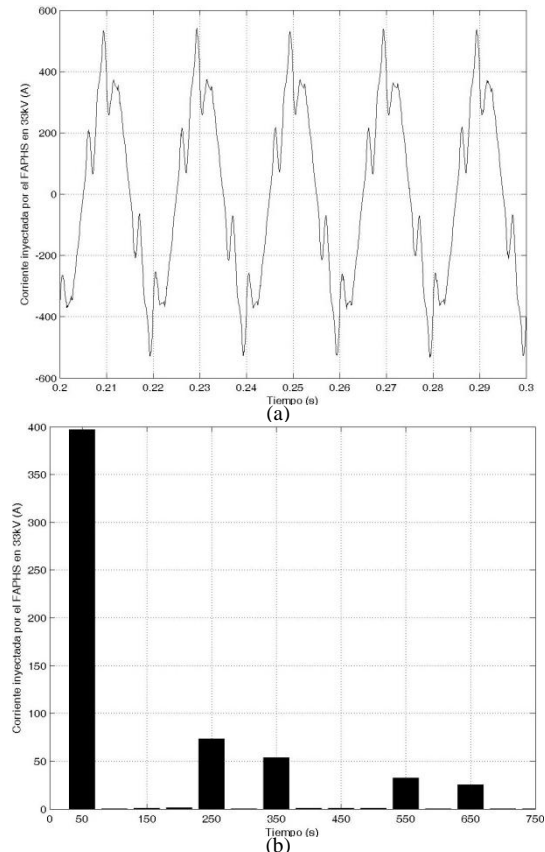 600
400
200
0
-200
-400
-600
Corriente inyectada por el FAPHS en 33kV (A)
0.2 0.21 0.22 0.23 0.24 0.25 0.26 0.27 0.28 0.29 0.3
Tiempo (s)
(a)
400
350
300
250
200
150
100
50
0
Corriente inyectada por el FAPHS en 33kV (A)
0 50 150 250 350 450 550 650 750
Tiempo (s)
(b)